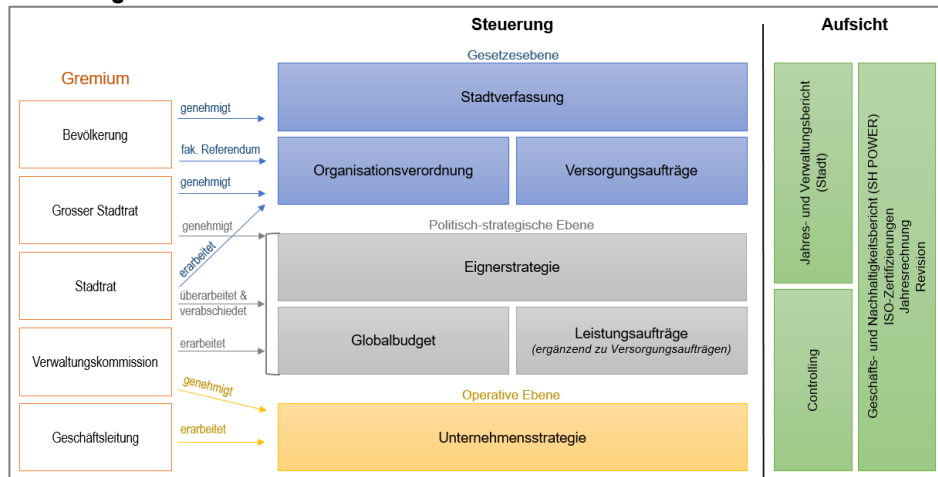 Steuerung
Aufsicht
Gesetzesebene
Gremium
Stadtverfassung
genehmigt
Bevölkerung
fak. Referendum
Organisationsverordnung
Versorgungsaufträge
genehmigt
Grosser Stadtrat
genehmigt
Politisch-strategische Ebene
erarbeitet
Eignerstrategie
Stadtrat
überarbeitet &
verabschiedet
Globalbudget
Leistungsaufträge
(ergänzend zu Versorgungsaufträgen)
erarbeitet
Verwaltungskommission
genehmigt
Operative Ebene
Geschäftsleitung
erarbeitet
Unternehmensstrategie
Jahres- und Verwaltungsbericht
(Stadt)
Controlling
Geschäfts- und Nachhaltigkeitsbericht (SH POWER)
ISO-Zertifizierungen
Jahresrechnung
Revision